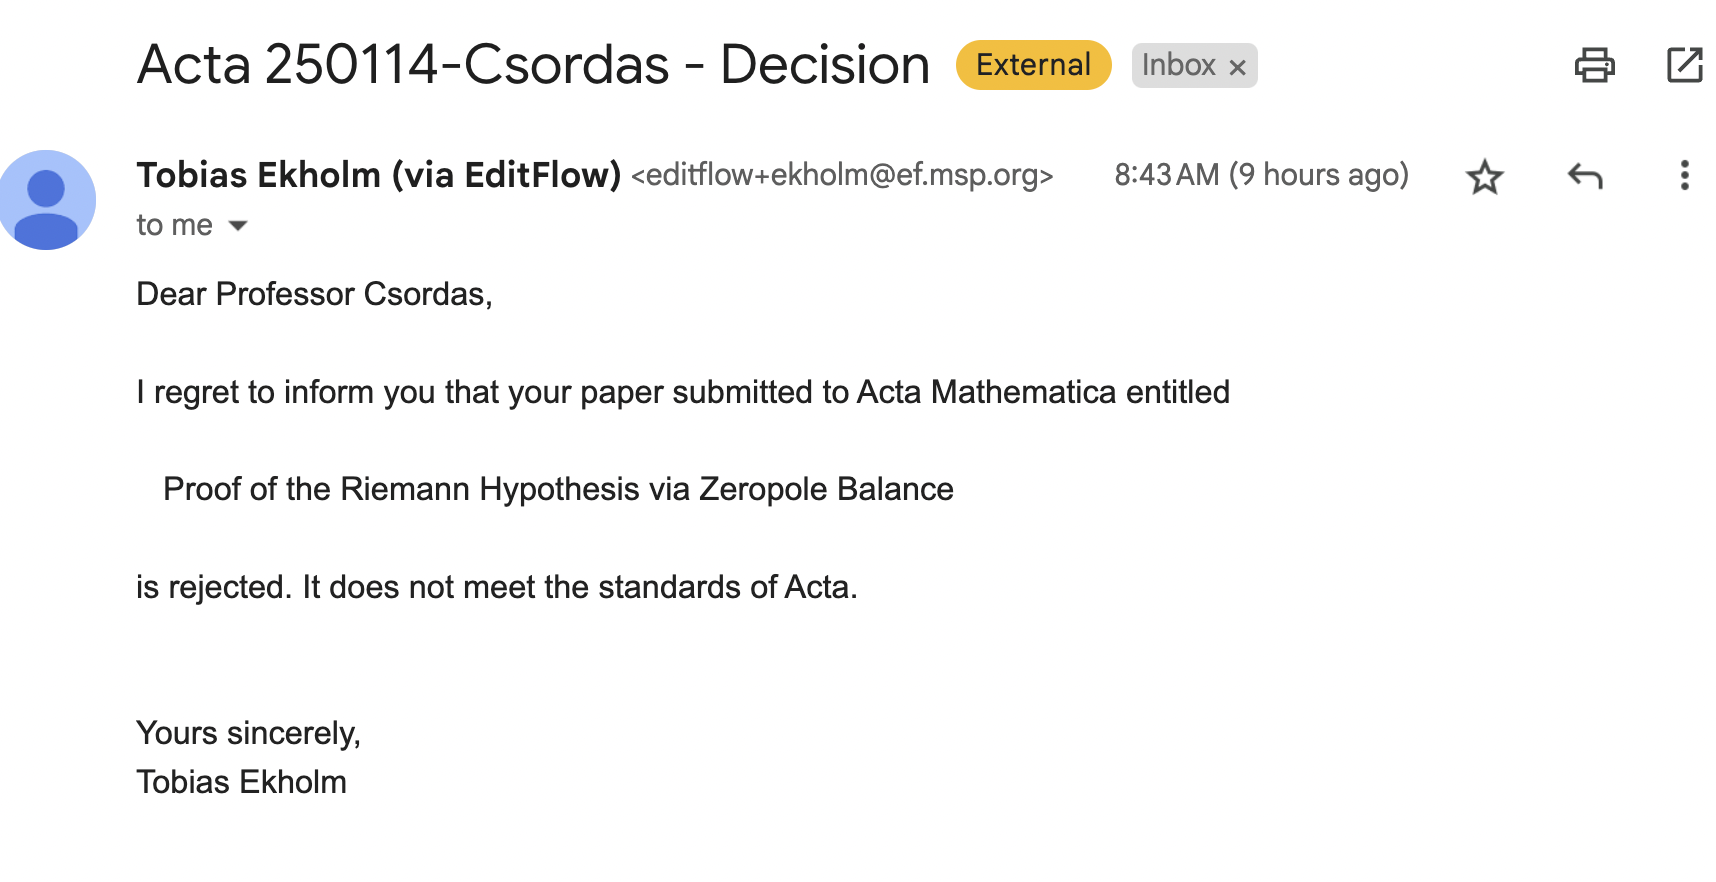 Acta 250114-Csordas - Decision External Inbox ×
Tobias Ekholm (via EditFlow) <editflow+ekholm@ef.msp.org> 8:43 AM (9 hours ago)
to me
Dear Professor Csordas,
I regret to inform you that your paper submitted to Acta Mathematica entitled
Proof of the Riemann Hypothesis via Zeropole Balance
is rejected. It does not meet the standards of Acta.
Yours sincerely,
Tobias Ekholm